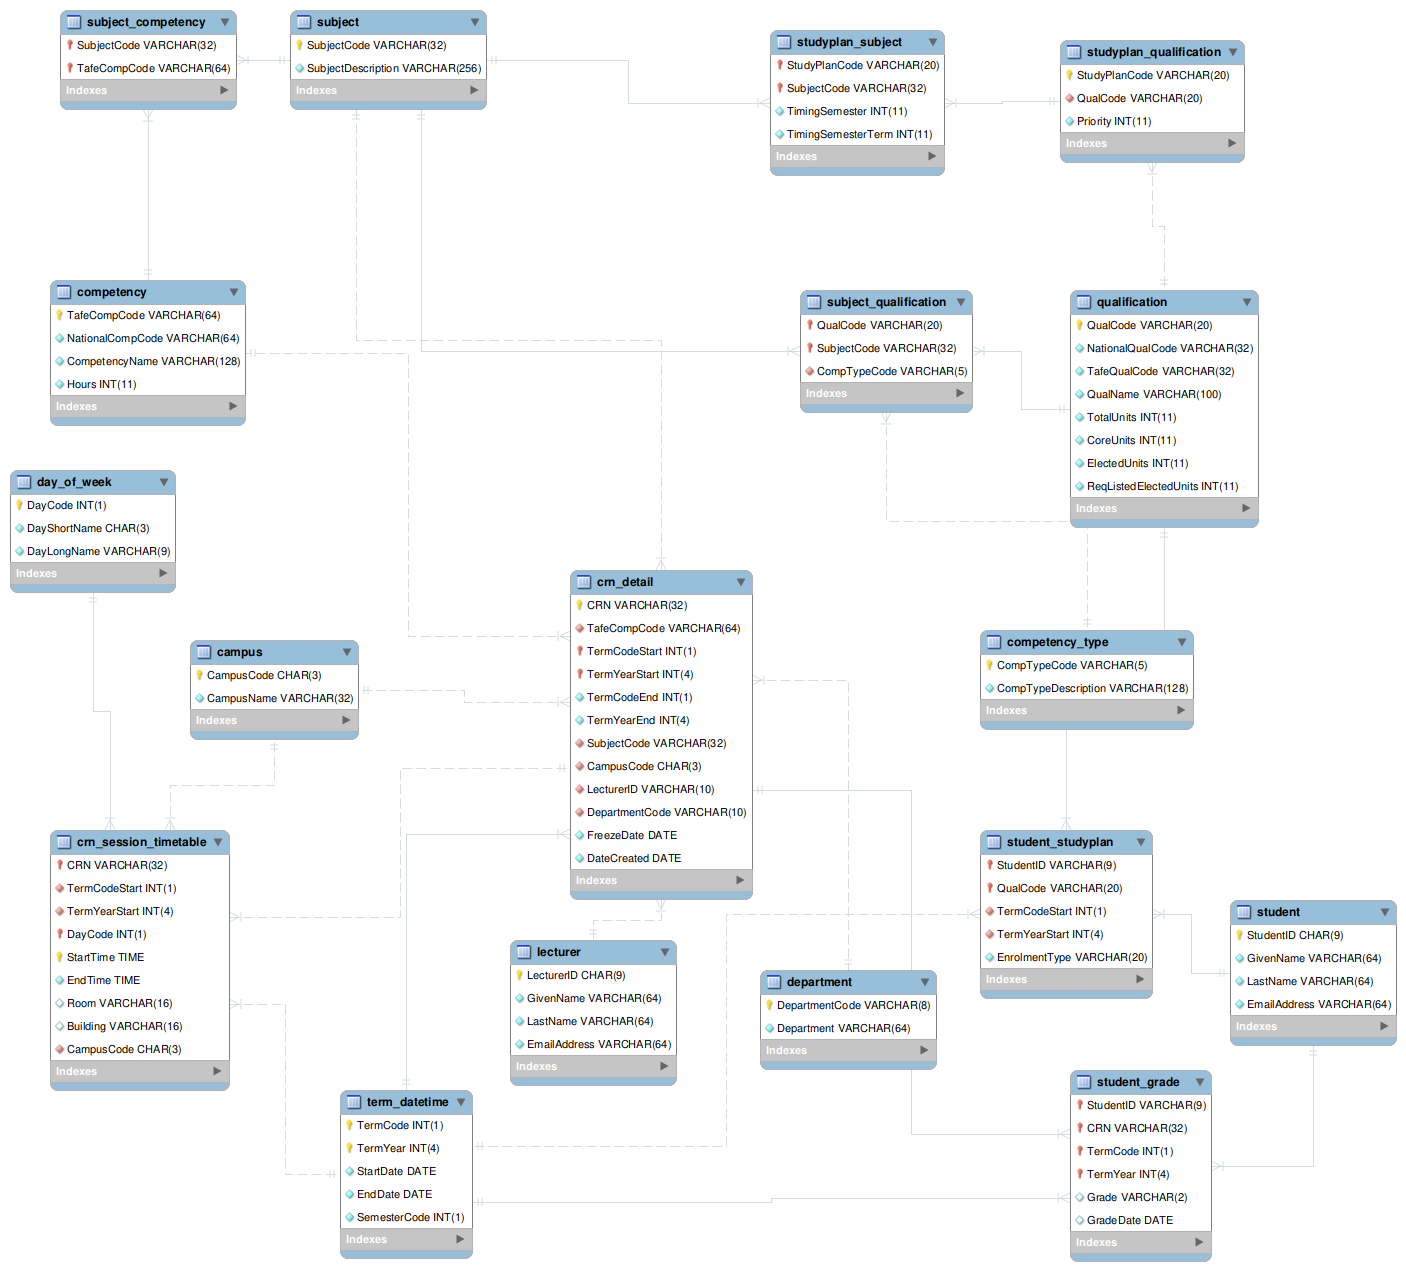 subject_competency
SubjectCode VARCHAR(32)
TafeCompCode VARCHAR(64)
Indexes
subject
SubjectCode VARCHAR(32)
SubjectDescription VARCHAR(256)
Indexes
studyplan_subject
StudyPlanCode VARCHAR(20)
SubjectCode VARCHAR(32)
TimingSemester INT(11)
TimingSemesterTerm INT(11)
Indexes
studyplan_qualification
StudyPlanCode VARCHAR(20)
QualCode VARCHAR(20)
Priority INT(11)
Indexes
competency
TafeCompCode VARCHAR(64)
NationalCompCode VARCHAR(64)
CompetencyName VARCHAR(128)
Hours INT(11)
Indexes
subject_qualification
QualCode VARCHAR(20)
SubjectCode VARCHAR(32)
CompTypeCode VARCHAR(5)
Indexes
qualification
QualCode VARCHAR(20)
NationalQualCode VARCHAR(32)
TafeQualCode VARCHAR(32)
QualName VARCHAR(100)
TotalUnits INT(11)
CoreUnits INT(11)
ElectedUnits INT(11)
ReqListedElectedUnits INT(11)
Indexes
day_of_week
DayCode INT(1)
DayShortName CHAR(3)
DayLongName VARCHAR(9)
Indexes
crn_detail
CRN VARCHAR(32)
TafeCompCode VARCHAR(64)
TermCodeStart INT(1)
TermYearStart INT(4)
TermCodeEnd INT(1)
TermYearEnd INT(4)
SubjectCode VARCHAR(32)
CampusCode CHAR(3)
LecturerID VARCHAR(10)
DepartmentCode VARCHAR(10)
FreezeDate DATE
DateCreated DATE
Indexes
campus
CampusCode CHAR(3)
CampusName VARCHAR(32)
Indexes
competency_type
CompTypeCode VARCHAR(5)
CompTypeDescription VARCHAR(128)
Indexes
crn_session_timetable
CRN VARCHAR(32)
TermCodeStart INT(1)
TermYearStart INT(4)
DayCode INT(1)
StartTime TIME
EndTime TIME
Room VARCHAR(16)
Building VARCHAR(16)
CampusCode CHAR(3)
Indexes
student_studyplan
StudentID VARCHAR(9)
QualCode VARCHAR(20)
TermCodeStart INT(1)
TermYearStart INT(4)
EnrolmentType VARCHAR(20)
Indexes
student
StudentID CHAR(9)
GivenName VARCHAR(64)
LastName VARCHAR(64)
EmailAddress VARCHAR(64)
Indexes
lecturer
LecturerID CHAR(9)
GivenName VARCHAR(64)
LastName VARCHAR(64)
EmailAddress VARCHAR(64)
Indexes
department
DepartmentCode VARCHAR(8)
Department VARCHAR(64)
Indexes
term_datetime
TermCode INT(1)
TermYear INT(4)
StartDate DATE
EndDate DATE
SemesterCode INT(1)
Indexes
student_grade
StudentID VARCHAR(9)
CRN VARCHAR(32)
TermCode INT(1)
TermYear INT(4)
Grade VARCHAR(2)
GradeDate DATE
Indexes